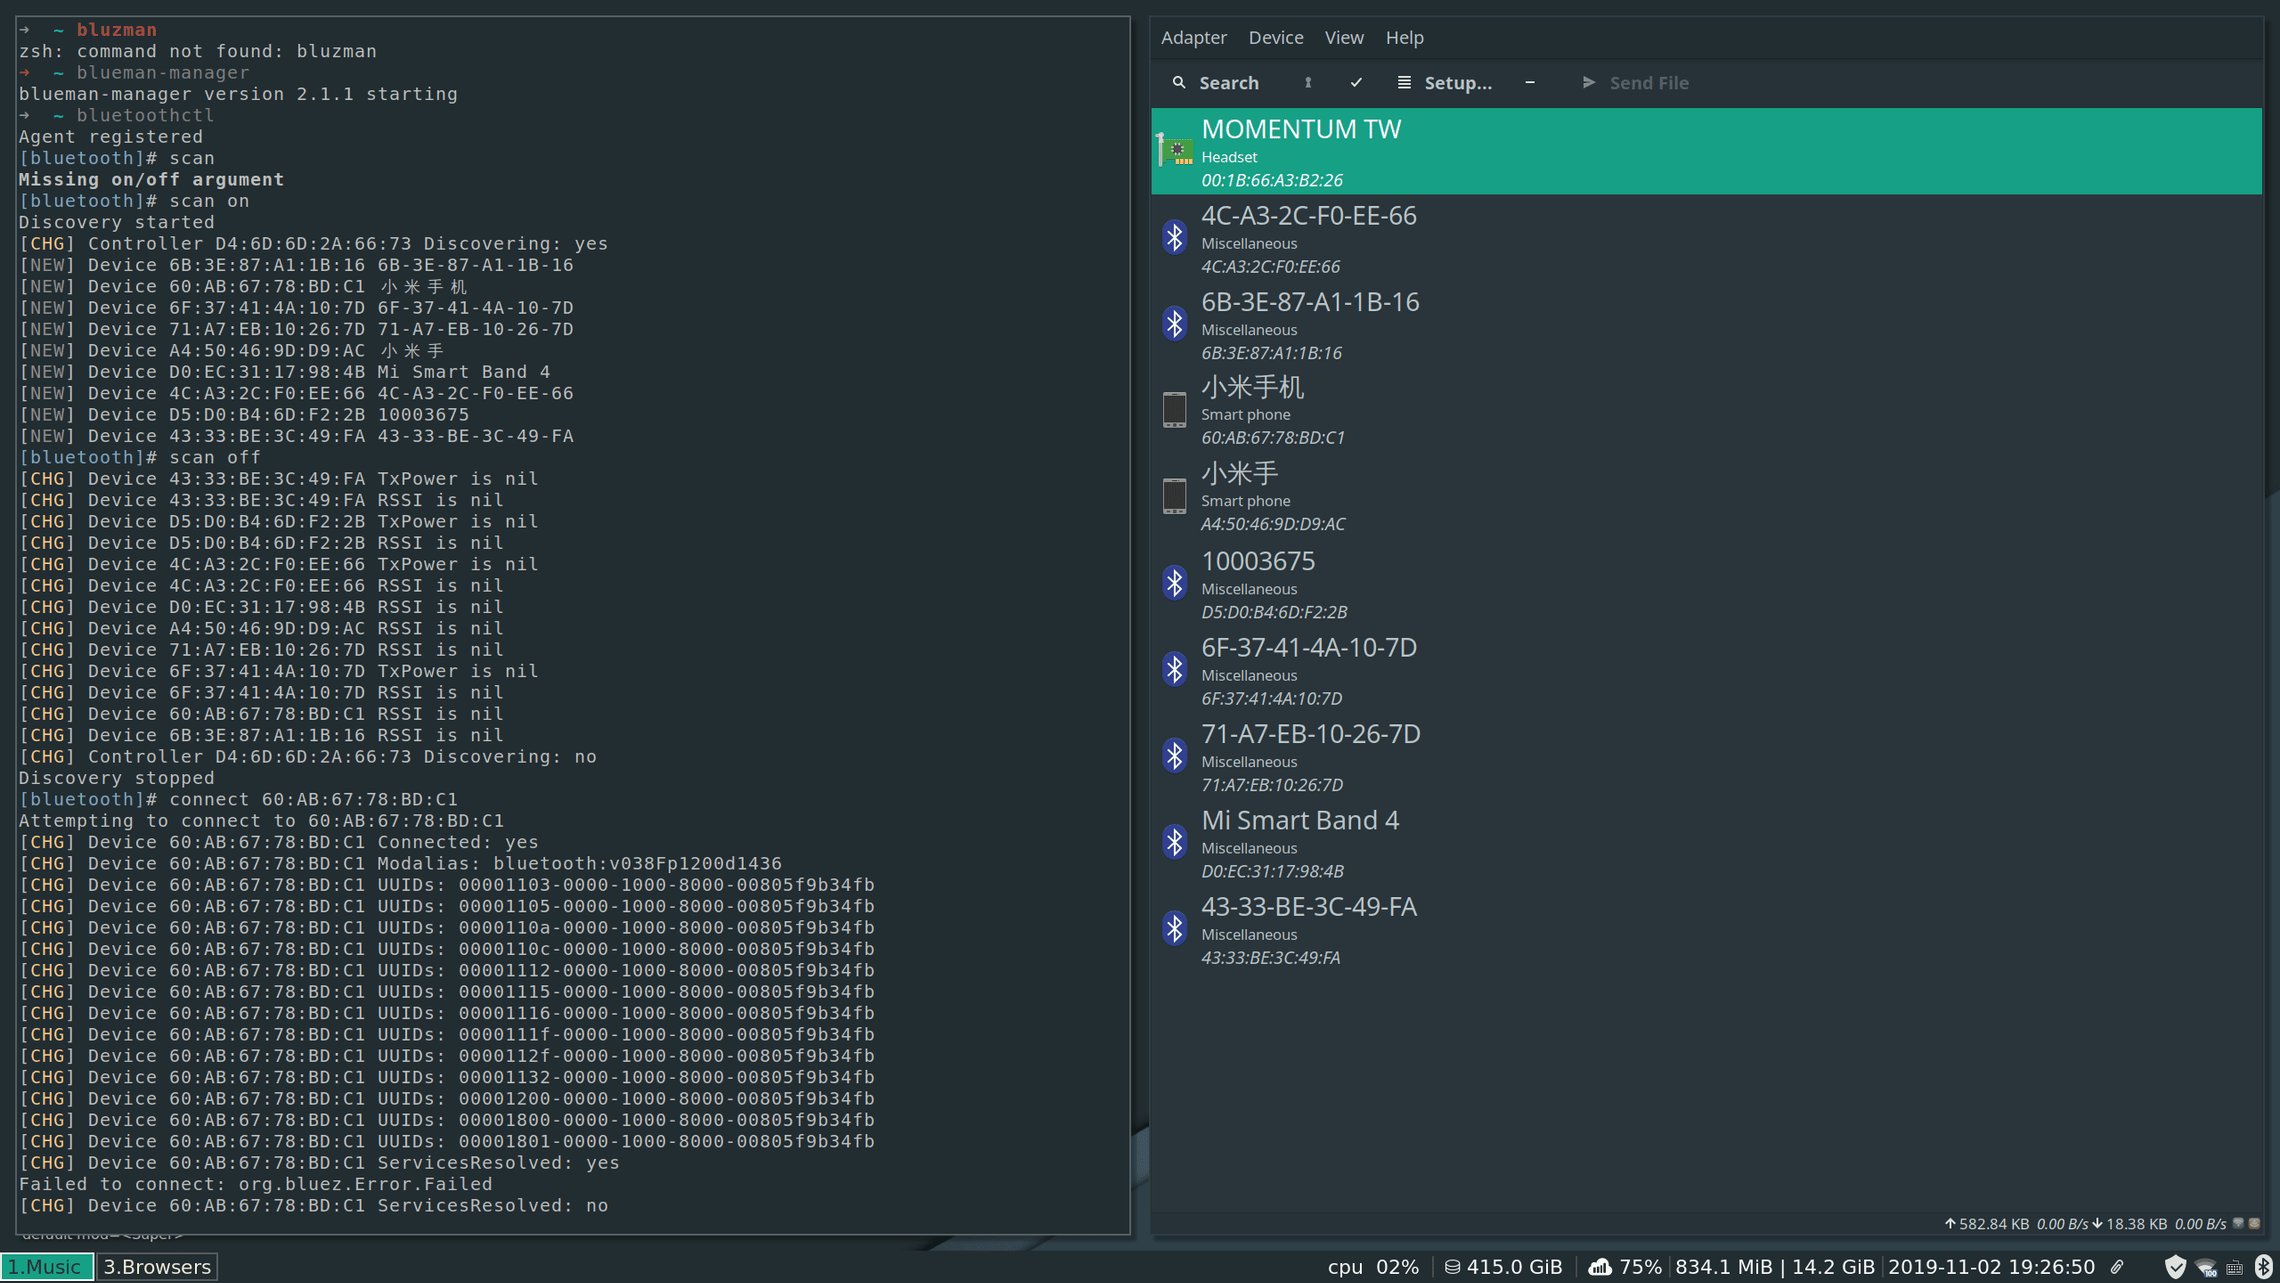 ➜  ~ bluzman
zsh: command not found: bluzman
➜  ~ blueman-manager
blueman-manager version 2.1.1 starting
➜  ~ bluetoothctl
Agent registered
[bluetooth]# scan
Missing on/off argument
[bluetooth]# scan on
Discovery started
[CHG] Controller D4:6D:6D:2A:66:73 Discovering: yes
[NEW] Device 6B:3E:87:A1:1B:16 6B-3E-87-A1-1B-16
[NEW] Device 60:AB:67:78:BD:C1 小米手机
[NEW] Device 6F:37:41:4A:10:7D 6F-37-41-4A-10-7D
[NEW] Device 71:A7:EB:10:26:7D 71-A7-EB-10-26-7D
[NEW] Device A4:50:46:9D:D9:AC 小米手
[NEW] Device D0:EC:31:17:98:4B Mi Smart Band 4
[NEW] Device 4C:A3:2C:F0:EE:66 4C-A3-2C-F0-EE-66
[NEW] Device D5:D0:B4:6D:F2:2B 10003675
[NEW] Device 43:33:BE:3C:49:FA 43-33-BE-3C-49-FA
[bluetooth]# scan off
[CHG] Device 43:33:BE:3C:49:FA TxPower is nil
[CHG] Device 43:33:BE:3C:49:FA RSSI is nil
[CHG] Device D5:D0:B4:6D:F2:2B TxPower is nil
[CHG] Device D5:D0:B4:6D:F2:2B RSSI is nil
[CHG] Device 4C:A3:2C:F0:EE:66 TxPower is nil
[CHG] Device 4C:A3:2C:F0:EE:66 RSSI is nil
[CHG] Device D0:EC:31:17:98:4B RSSI is nil
[CHG] Device A4:50:46:9D:D9:AC RSSI is nil
[CHG] Device 71:A7:EB:10:26:7D RSSI is nil
[CHG] Device 6F:37:41:4A:10:7D TxPower is nil
[CHG] Device 6F:37:41:4A:10:7D RSSI is nil
[CHG] Device 60:AB:67:78:BD:C1 RSSI is nil
[CHG] Device 6B:3E:87:A1:1B:16 RSSI is nil
[CHG] Controller D4:6D:6D:2A:66:73 Discovering: no
Discovery stopped
[bluetooth]# connect 60:AB:67:78:BD:C1
Attempting to connect to 60:AB:67:78:BD:C1
[CHG] Device 60:AB:67:78:BD:C1 Connected: yes
[CHG] Device 60:AB:67:78:BD:C1 Modalias: bluetooth:v038Fp1200d1436
[CHG] Device 60:AB:67:78:BD:C1 UUIDs: 00001103-0000-1000-8000-00805f9b34fb
[CHG] Device 60:AB:67:78:BD:C1 UUIDs: 00001105-0000-1000-8000-00805f9b34fb
[CHG] Device 60:AB:67:78:BD:C1 UUIDs: 0000110a-0000-1000-8000-00805f9b34fb
[CHG] Device 60:AB:67:78:BD:C1 UUIDs: 0000110c-0000-1000-8000-00805f9b34fb
[CHG] Device 60:AB:67:78:BD:C1 UUIDs: 00001112-0000-1000-8000-00805f9b34fb
[CHG] Device 60:AB:67:78:BD:C1 UUIDs: 00001115-0000-1000-8000-00805f9b34fb
[CHG] Device 60:AB:67:78:BD:C1 UUIDs: 00001116-0000-1000-8000-00805f9b34fb
[CHG] Device 60:AB:67:78:BD:C1 UUIDs: 0000111f-0000-1000-8000-00805f9b34fb
[CHG] Device 60:AB:67:78:BD:C1 UUIDs: 0000112f-0000-1000-8000-00805f9b34fb
[CHG] Device 60:AB:67:78:BD:C1 UUIDs: 00001132-0000-1000-8000-00805f9b34fb
[CHG] Device 60:AB:67:78:BD:C1 UUIDs: 00001200-0000-1000-8000-00805f9b34fb
[CHG] Device 60:AB:67:78:BD:C1 UUIDs: 00001800-0000-1000-8000-00805f9b34fb
[CHG] Device 60:AB:67:78:BD:C1 UUIDs: 00001801-0000-1000-8000-00805f9b34fb
[CHG] Device 60:AB:67:78:BD:C1 ServicesResolved: yes
Failed to connect: org.bluez.Error.Failed
[CHG] Device 60:AB:67:78:BD:C1 ServicesResolved: no
Adapter Device View Help
Search Setup... Send File
MOMENTUM TW
Headset
00:1B:66:A3:B2:26
4C-A3-2C-F0-EE-66
Miscellaneous
4C:A3:2C:F0:EE:66
6B-3E-87-A1-1B-16
Miscellaneous
6B:3E:87:A1:1B:16
小米手机
Smart phone
60:AB:67:78:BD:C1
小米手
Smart phone
A4:50:46:9D:D9:AC
10003675
Miscellaneous
D5:D0:B4:6D:F2:2B
6F-37-41-4A-10-7D
Miscellaneous
6F:37:41:4A:10:7D
71-A7-EB-10-26-7D
Miscellaneous
71:A7:EB:10:26:7D
Mi Smart Band 4
Miscellaneous
D0:EC:31:17:98:4B
43-33-BE-3C-49-FA
Miscellaneous
43:33:BE:3C:49:FA
582.84 KB 0.00 B/s 18.38 KB 0.00 B/s
1.Music 3.Browsers
cpu 02% 415.0 GiB 75% 834.1 MiB | 14.2 GiB 2019-11-02 19:26:50